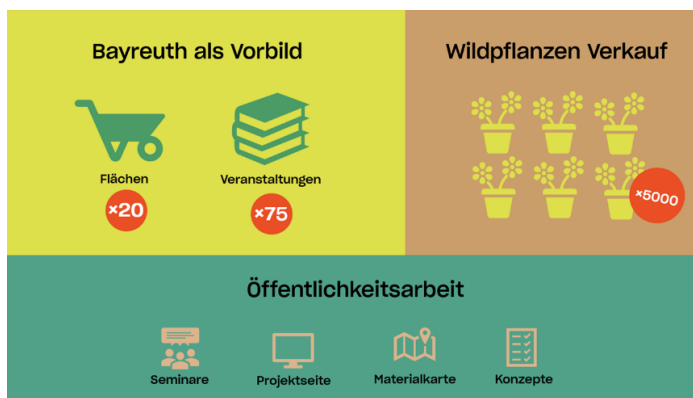 Bayreuth als Vorbild
Flächen
×20
Veranstaltungen
×75
Wildpflanzen Verkauf
×5000
Öffentlichkeitsarbeit
Seminare
Projektseite
Materialkarte
Konzepte